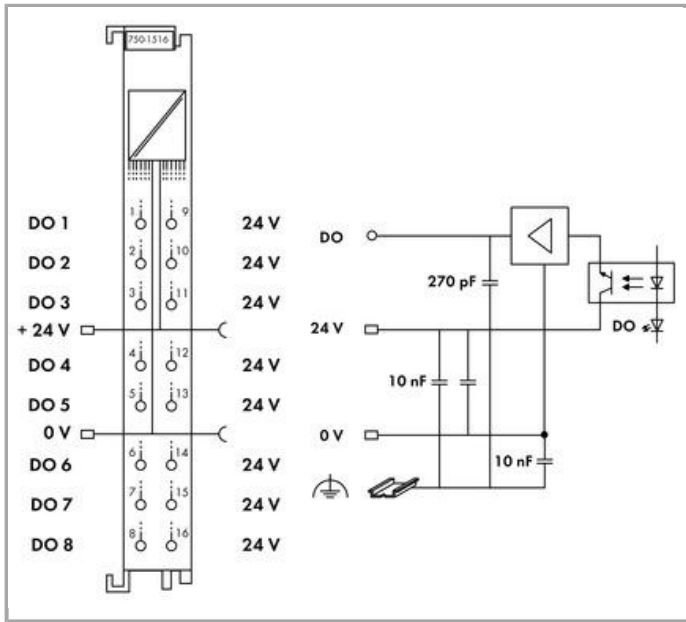 750-1516
DO 1 1 9 24 V
DO 2 2 10 24 V
DO 3 3 11 24 V
+ 24 V
DO 4 4 12 24 V
DO 5 5 13 24 V
0 V
DO 6 6 14 24 V
DO 7 7 15 24 V
DO 8 8 16 24 V
DO
270 pF
24 V
DO
10 nF
0 V
10 nF